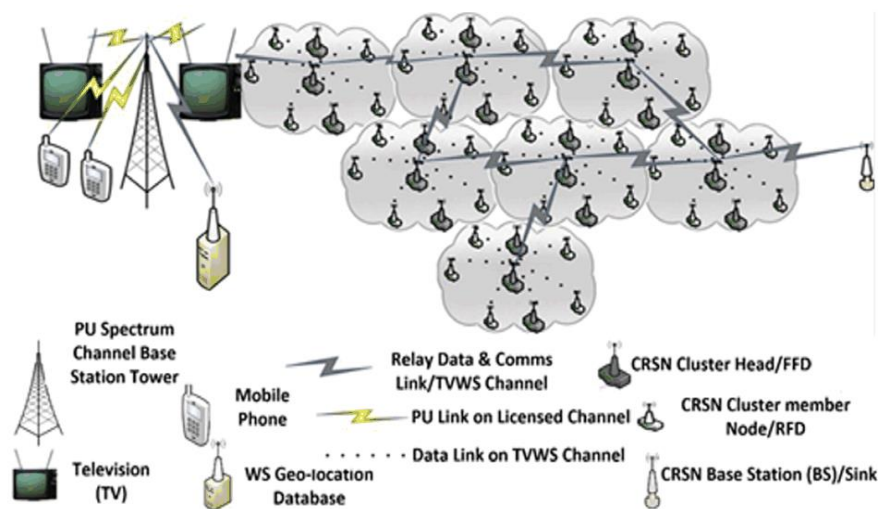 PU Spectrum
Channel Base
Station Tower
Mobile
Phone
Television
(TV)
WS Geo-location
Database
Relay Data & Comms
Link/TVWS Channel
PU Link on Licensed Channel
Data Link on TVWS Channel
CRSN Cluster Head/FFD
CRSN Cluster member
Node/RFD
CRSN Base Station (BS)/Sink